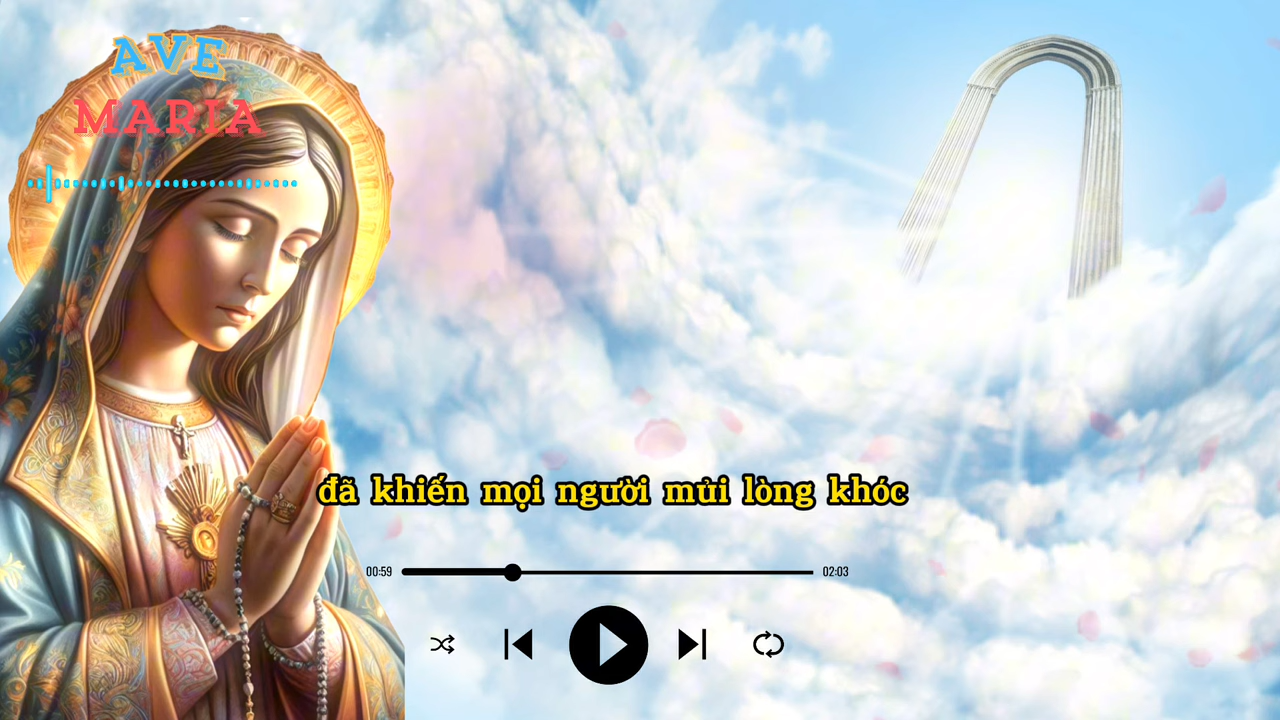 AVE
MARIA
đã khiến mọi người mủi lòng khóc
00:59 02:03